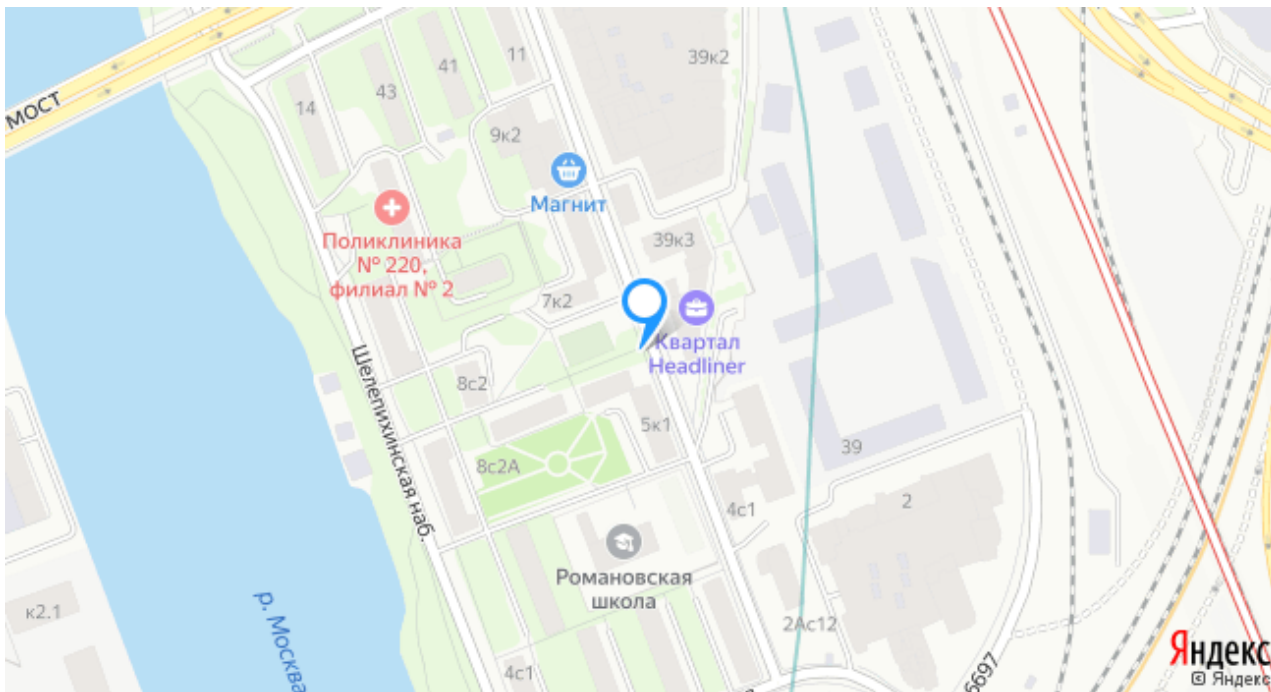 39к2
11
41
43
14
МОСТ
9к2
Магнит
Поликлиника
№ 220,
филиал № 2
39к3
7к2
Квартал
Headliner
Шелепихинская наб.
8с2
5к1
39
8с2А
2
4с1
Романовская
школа
к2.1
р. Москва
2Ас12
4с1
6697
Яндекс
© Яндекс